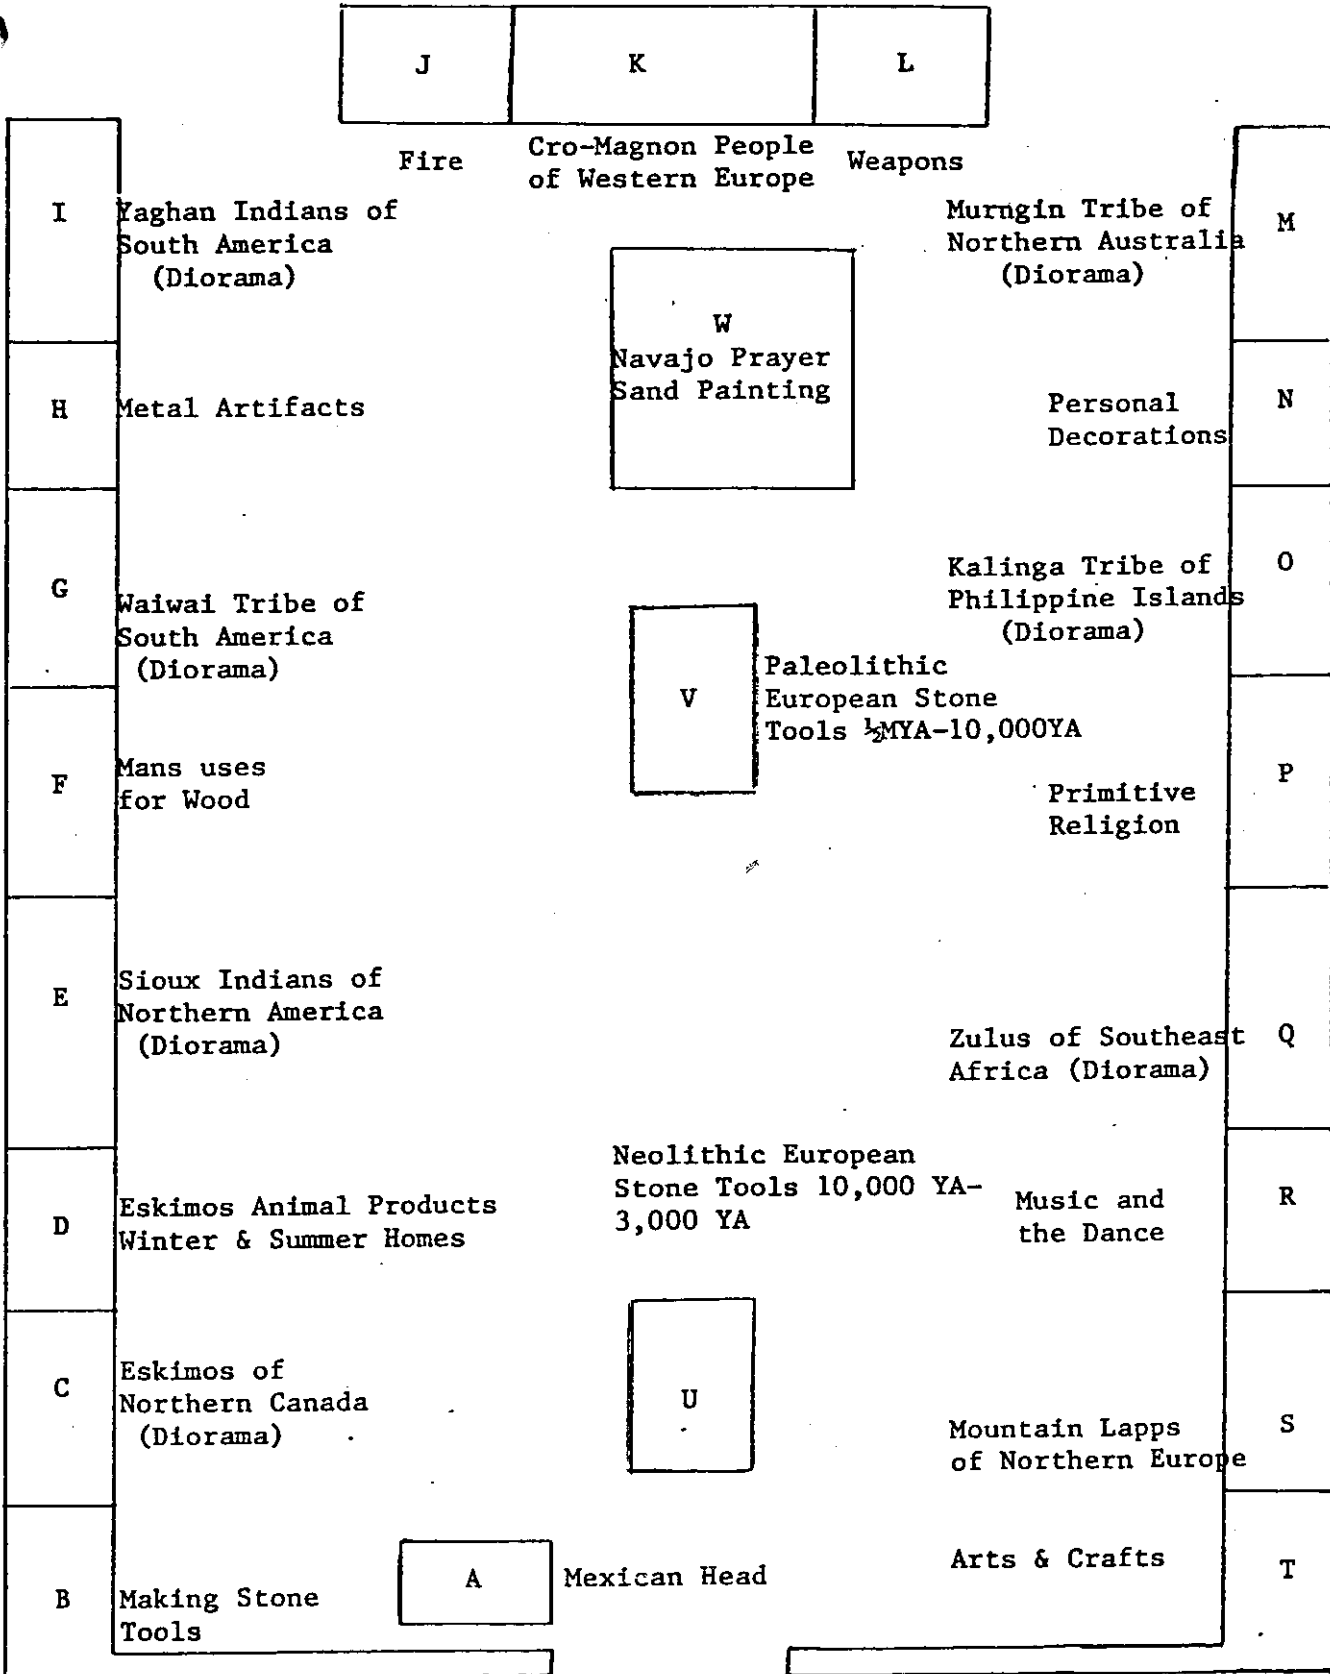 J
K
L
Fire
Cro-Magnon People
of Western Europe
Weapons
I
Yaghan Indians of
South America
(Diorama)
Murngin Tribe of
Northern Australia
(Diorama)
M
W
Navajo Prayer
Sand Painting
H
Metal Artifacts
Personal
Decorations
N
G
Waiwai Tribe of
South America
(Diorama)
Kalinga Tribe of
Philippine Islands
(Diorama)
O
V
Paleolithic
European Stone
Tools ½MYA-10,000YA
F
Mans uses
for Wood
Primitive
Religion
P
E
Sioux Indians of
Northern America
(Diorama)
Zulus of Southeast
Africa (Diorama)
Q
D
Eskimos Animal Products
Winter & Summer Homes
Neolithic European
Stone Tools 10,000 YA-
3,000 YA
Music and
the Dance
R
C
Eskimos of
Northern Canada
(Diorama)
U
Mountain Lapps
of Northern Europe
S
B
Making Stone
Tools
A
Mexican Head
Arts & Crafts
T